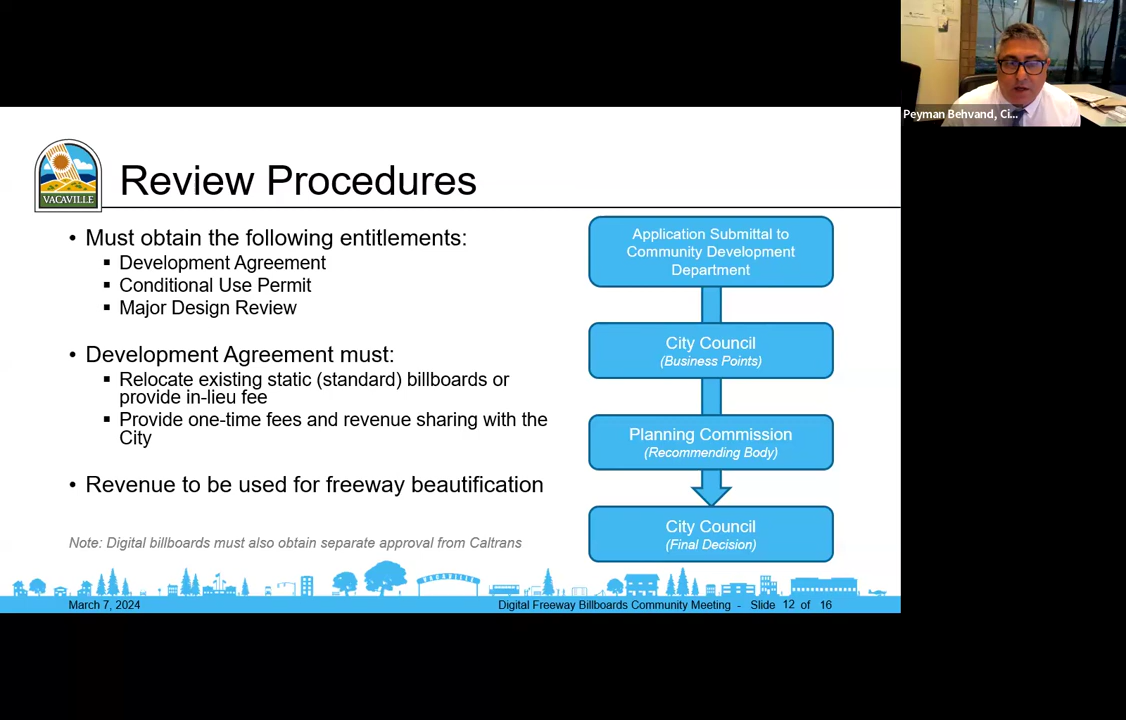 Peyman Behvand, Ci...
VACAVILLE
Review Procedures
• Must obtain the following entitlements:
▪ Development Agreement
▪ Conditional Use Permit
▪ Major Design Review
• Development Agreement must:
▪ Relocate existing static (standard) billboards or
provide in-lieu fee
▪ Provide one-time fees and revenue sharing with the
City
• Revenue to be used for freeway beautification
Note: Digital billboards must also obtain separate approval from Caltrans
Application Submittal to
Community Development
Department
City Council
(Business Points)
Planning Commission
(Recommending Body)
City Council
(Final Decision)
March 7, 2024
Digital Freeway Billboards Community Meeting - Slide 12 of 16